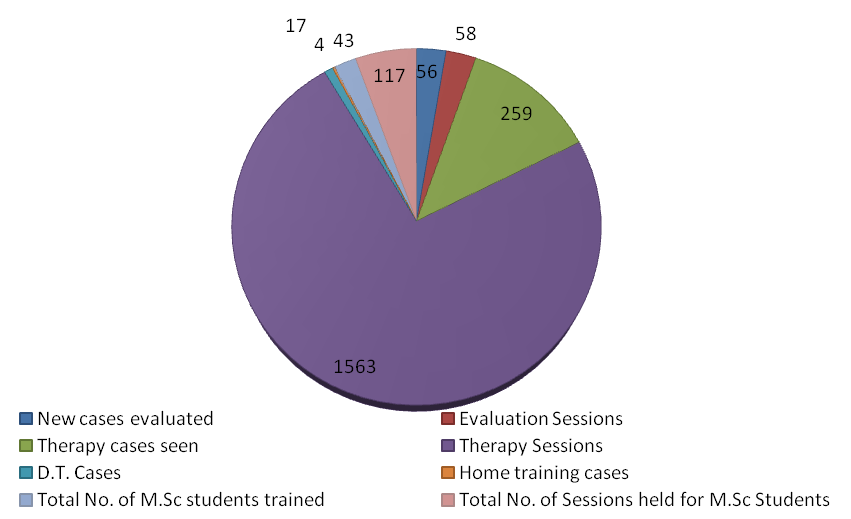 17
4
43
58
117
56
259
1563
New cases evaluated
Evaluation Sessions
Therapy cases seen
Therapy Sessions
D.T. Cases
Home training cases
Total No. of M.Sc students trained
Total No. of Sessions held for M.Sc Students